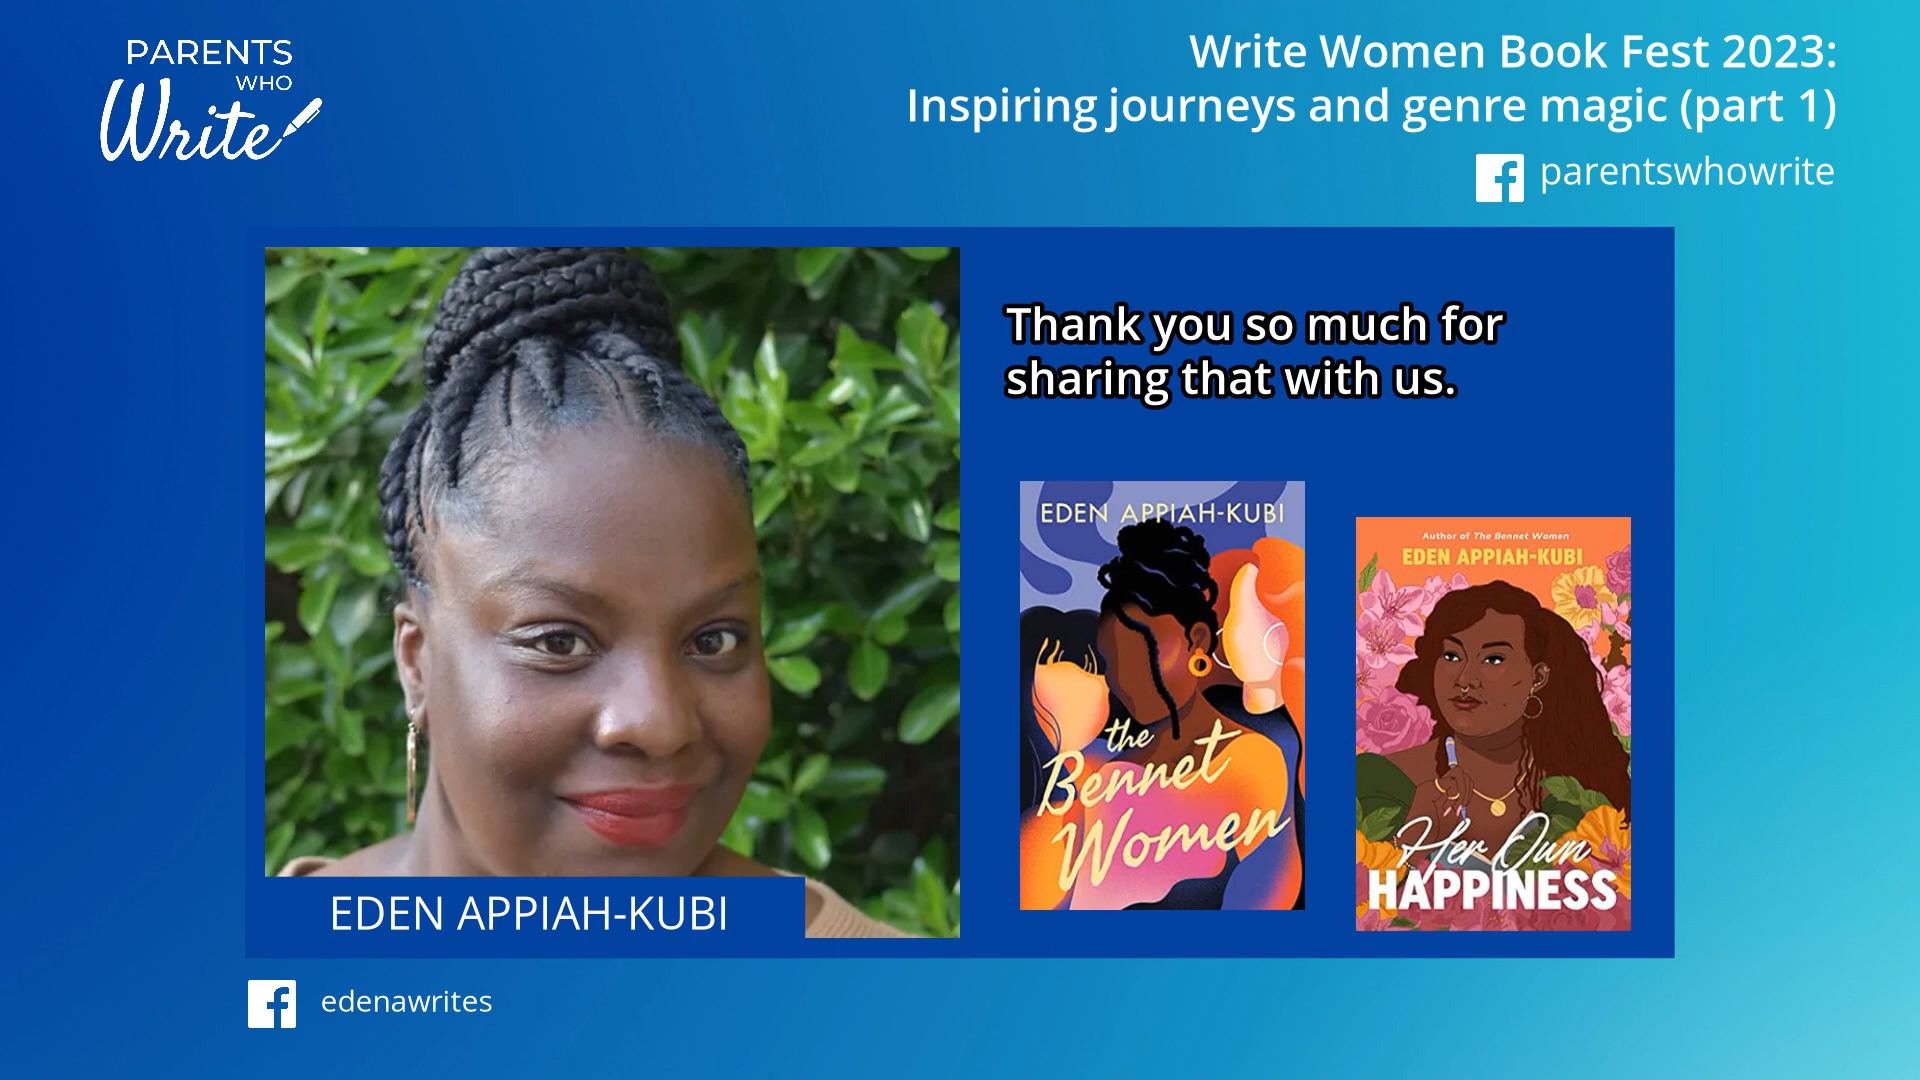 PARENTS
WHO
Write
Write Women Book Fest 2023:
Inspiring journeys and genre magic (part 1)
parentswhowrite
Thank you so much for
sharing that with us.
EDEN APPIAH-KUBI
the
Bennet
Women
Author of The Bennet Women
EDEN APPIAH-KUBI
Her Own
HAPPINESS
EDEN APPIAH-KUBI
edenawrites